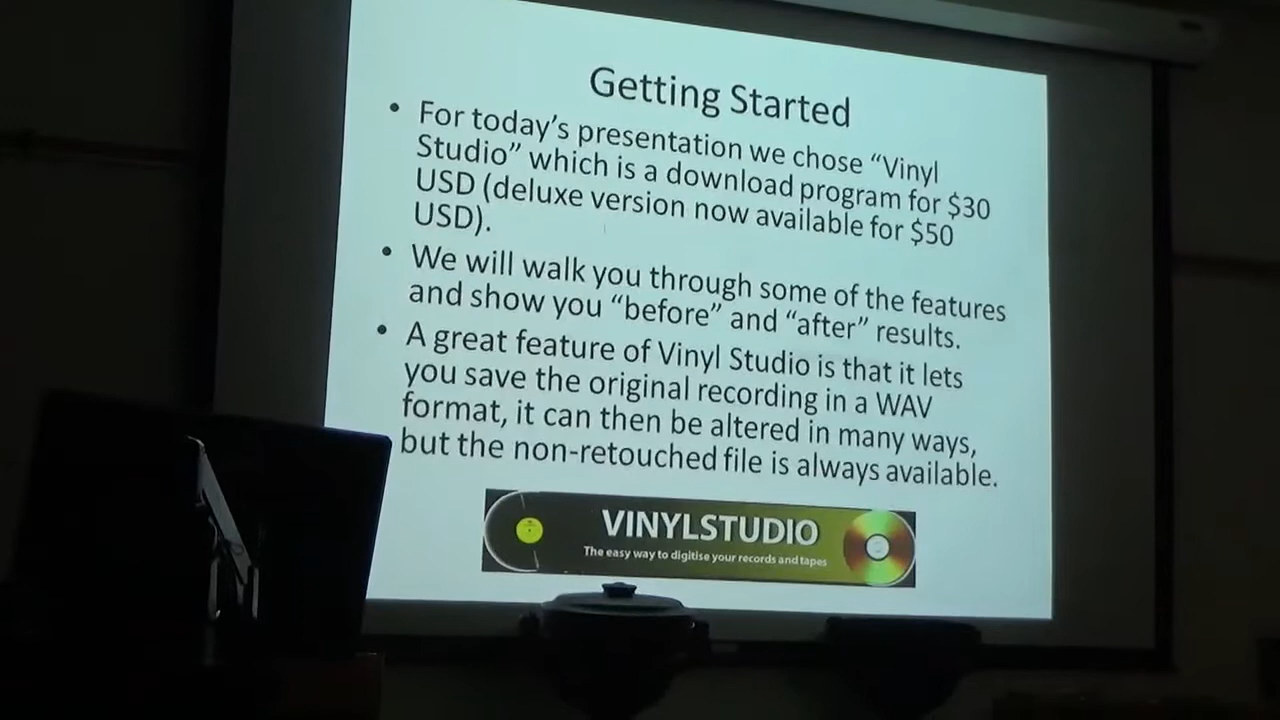 Getting Started
• For today's presentation we chose “Vinyl
Studio” which is a download program for $30
USD (deluxe version now available for $50
USD).
• We will walk you through some of the features
and show you “before” and “after” results.
• A great feature of Vinyl Studio is that it lets
you save the original recording in a WAV
format, it can then be altered in many ways,
but the non-retouched file is always available.
VINYLSTUDIO
The easy way to digitise your records and tapes